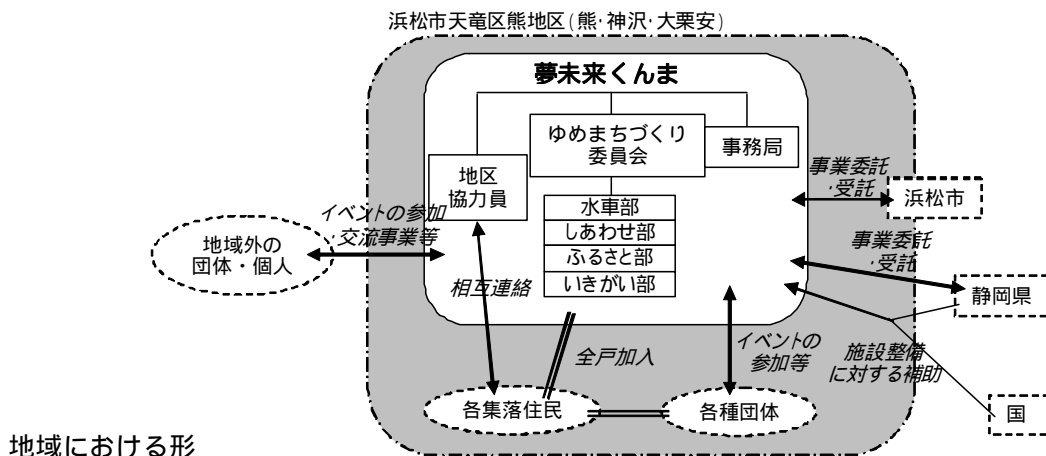 浜松市天竜区熊地区(熊・神沢・大栗安)
夢未来くんま
ゆめまちづくり
委員会
事務局
地区
協力員
水車部
しあわせ部
ふるさと部
いきがい部
事業委託
・受託
浜松市
イベントの参加
・交流事業等
地域外の
団体・個人
事業委託
・受託
静岡県
相互連絡
全戸加入
イベントの
参加等
施設整備
に対する補助
各集落住民
各種団体
国
地域における形